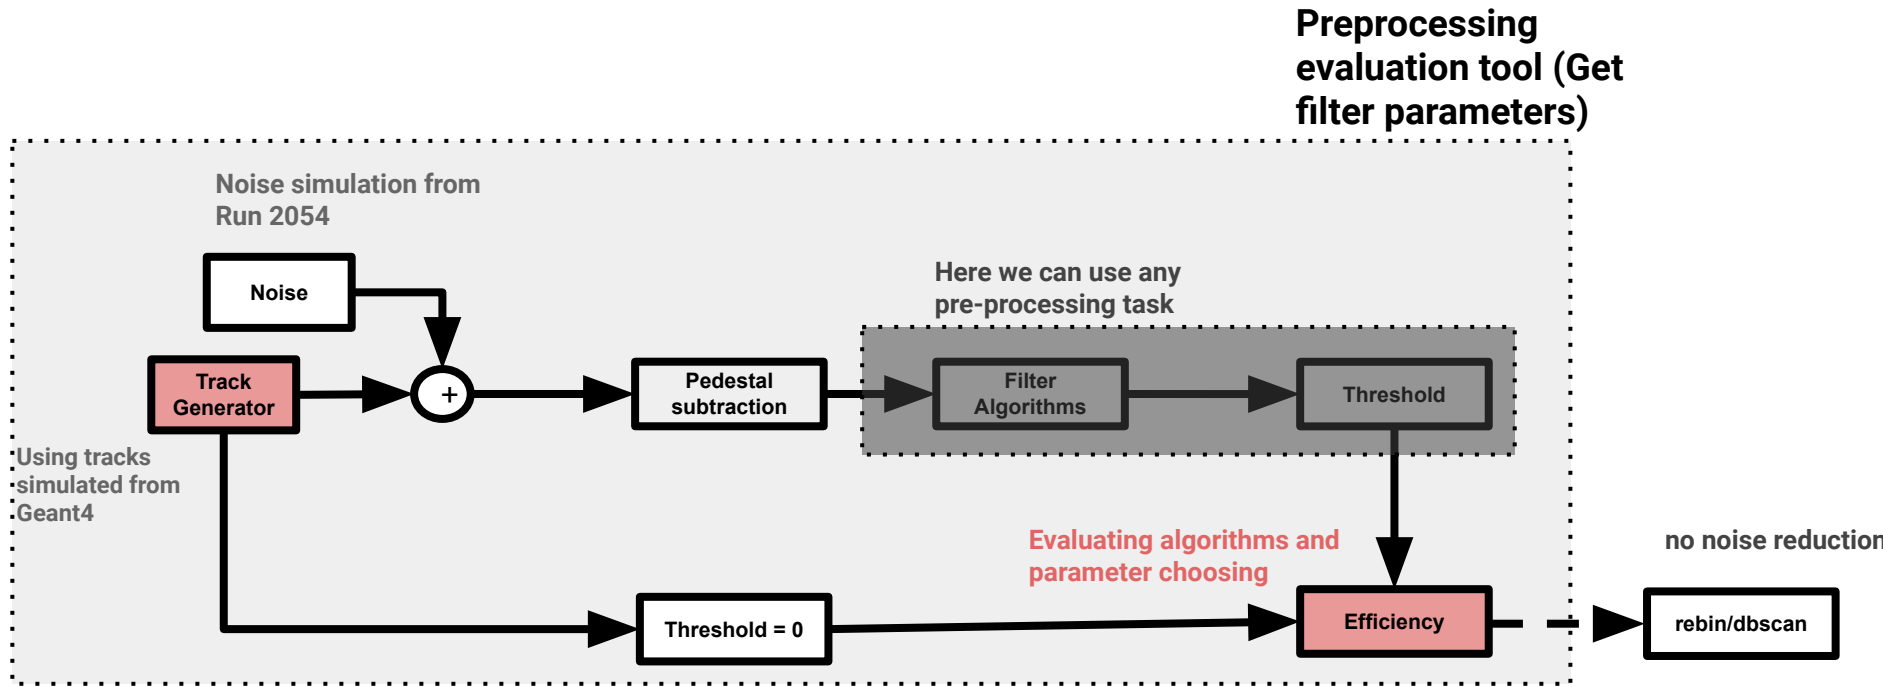 Preprocessing
evaluation tool (Get
filter parameters)
Noise simulation from
Run 2054
Noise
Here we can use any
pre-processing task
Track
Generator
+
Pedestal
subtraction
Filter
Algorithms
Threshold
Using tracks
simulated from
Geant4
Evaluating algorithms and
parameter choosing
no noise reduction
Threshold = 0
Efficiency
rebin/dbscan